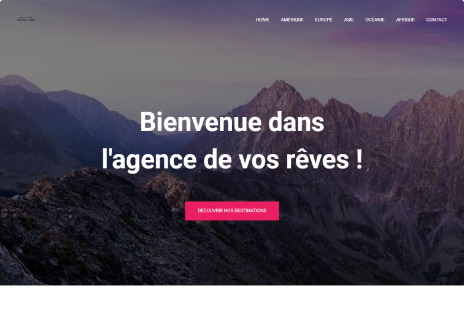 HOME AMÉRIQUE EUROPE ASIE OCÉANIE AFRIQUE CONTACT
Bienvenue dans
l'agence de vos rêves !
DÉCOUVRIR NOS DESTINATIONS